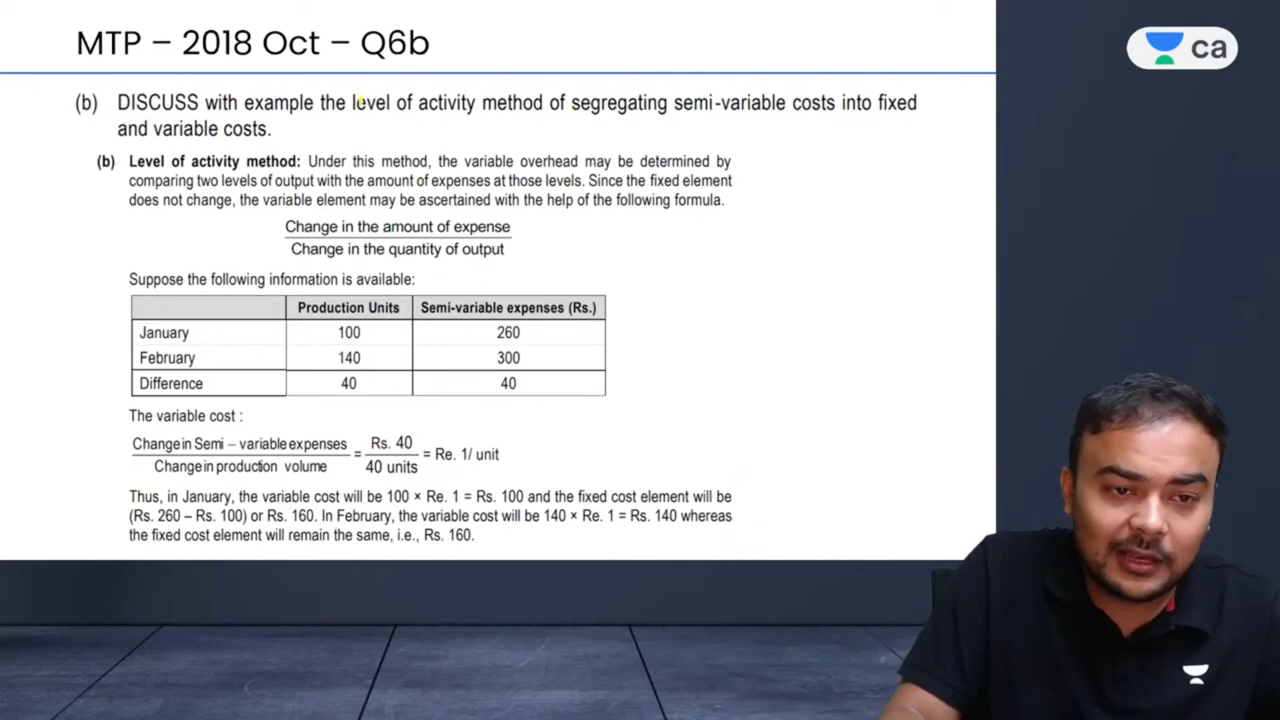 MTP – 2018 Oct – Q6b
ca
(b) DISCUSS with example the level of activity method of segregating semi-variable costs into fixed
and variable costs.
(b) Level of activity method: Under this method, the variable overhead may be determined by
comparing two levels of output with the amount of expenses at those levels. Since the fixed element
does not change, the variable element may be ascertained with the help of the following formula.
Change in the amount of expense
Change in the quantity of output
Suppose the following information is available:
Production Units Semi-variable expenses (Rs.)
January 100 260
February 140 300
Difference 40 40
The variable cost :
Change in Semi – variable expenses / Change in production volume = Rs. 40 / 40 units = Re. 1/ unit
Thus, in January, the variable cost will be 100 × Re. 1 = Rs. 100 and the fixed cost element will be
(Rs. 260 – Rs. 100) or Rs. 160. In February, the variable cost will be 140 × Re. 1 = Rs. 140 whereas
the fixed cost element will remain the same, i.e., Rs. 160.